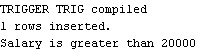 TRIGGER TRIG compiled
1 rows inserted.
Salary is greater than 20000